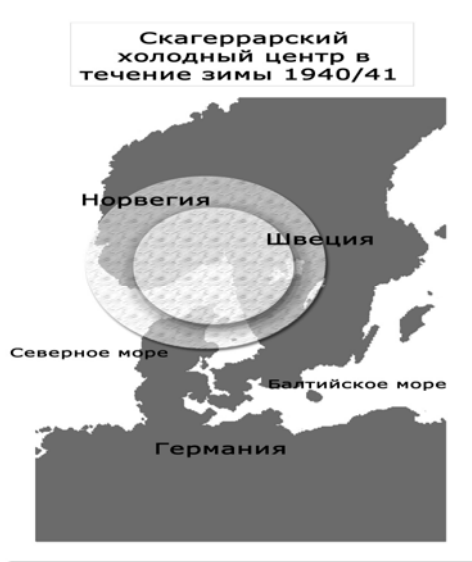 Скагеррарский
холодный центр в
течение зимы 1940/41
Норвегия
Швеция
Северное море
Балтийское море
Германия